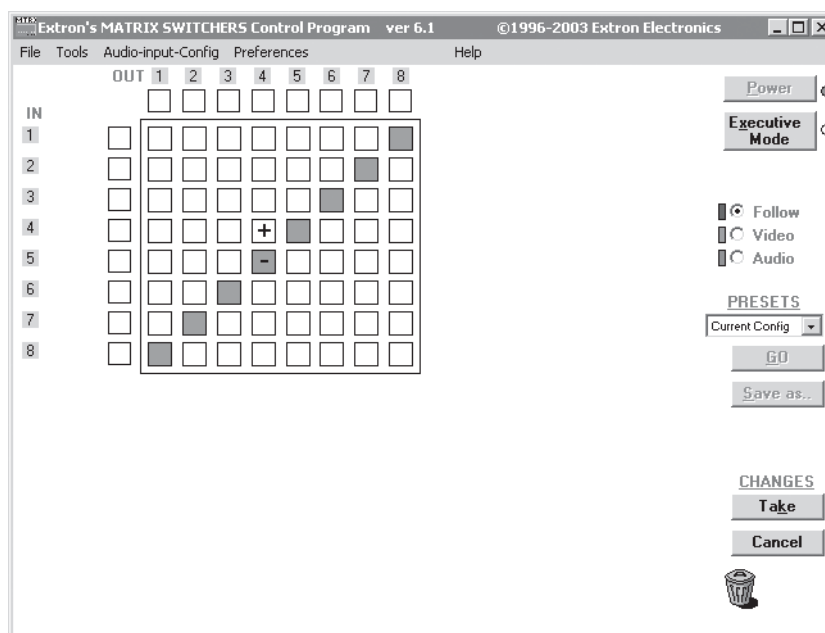 MTRX Extron's MATRIX SWITCHERS Control Program ver 6.1 ©1996-2003 Extron Electronics
File Tools Audio-input-Config Preferences Help
OUT 1 2 3 4 5 6 7 8
IN
1
2
3
4 +
5 -
6
7
8
Power
Executive
Mode
Follow
Video
Audio
PRESETS
Current Config
GO
Save as..
CHANGES
Take
Cancel